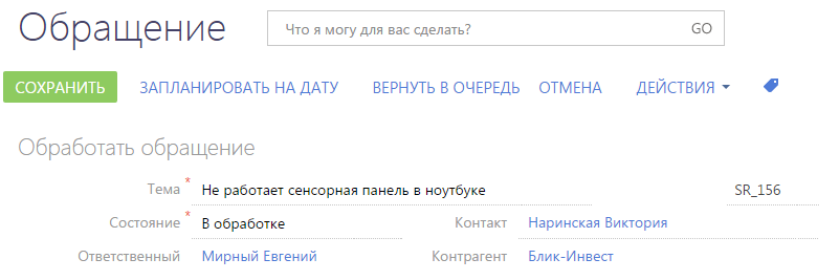 Обращение Что я могу для вас сделать? GO
СОХРАНИТЬ ЗАПЛАНИРОВАТЬ НА ДАТУ ВЕРНУТЬ В ОЧЕРЕДЬ ОТМЕНА ДЕЙСТВИЯ
Обработать обращение
Тема * Не работает сенсорная панель в ноутбуке SR_156
Состояние * В обработке Контакт Наринская Виктория
Ответственный Мирный Евгений Контрагент Блик-Инвест